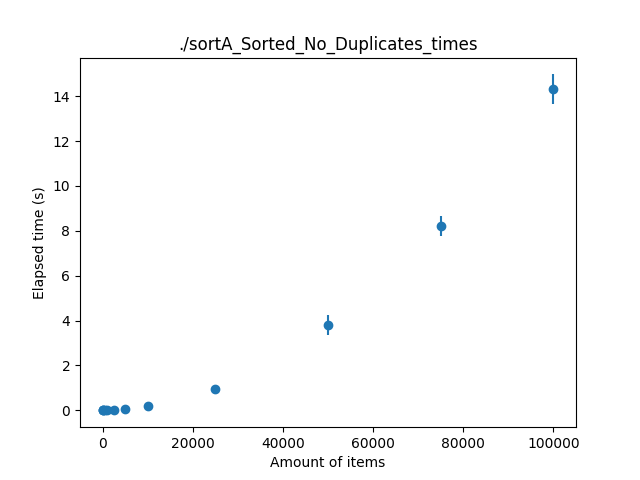 ./sortA_Sorted_No_Duplicates_times
Elapsed time (s)
14
12
10
8
6
4
2
0
0 20000 40000 60000 80000 100000
Amount of items